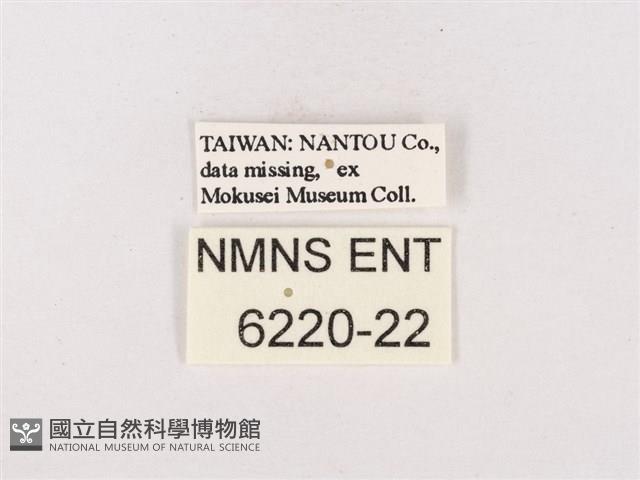 TAIWAN: NANTOU Co.,
data missing, ex
Mokusei Museum Coll.
NMNS ENT
6220-22
國立自然科學博物館
NATIONAL MUSEUM OF NATURAL SCIENCE